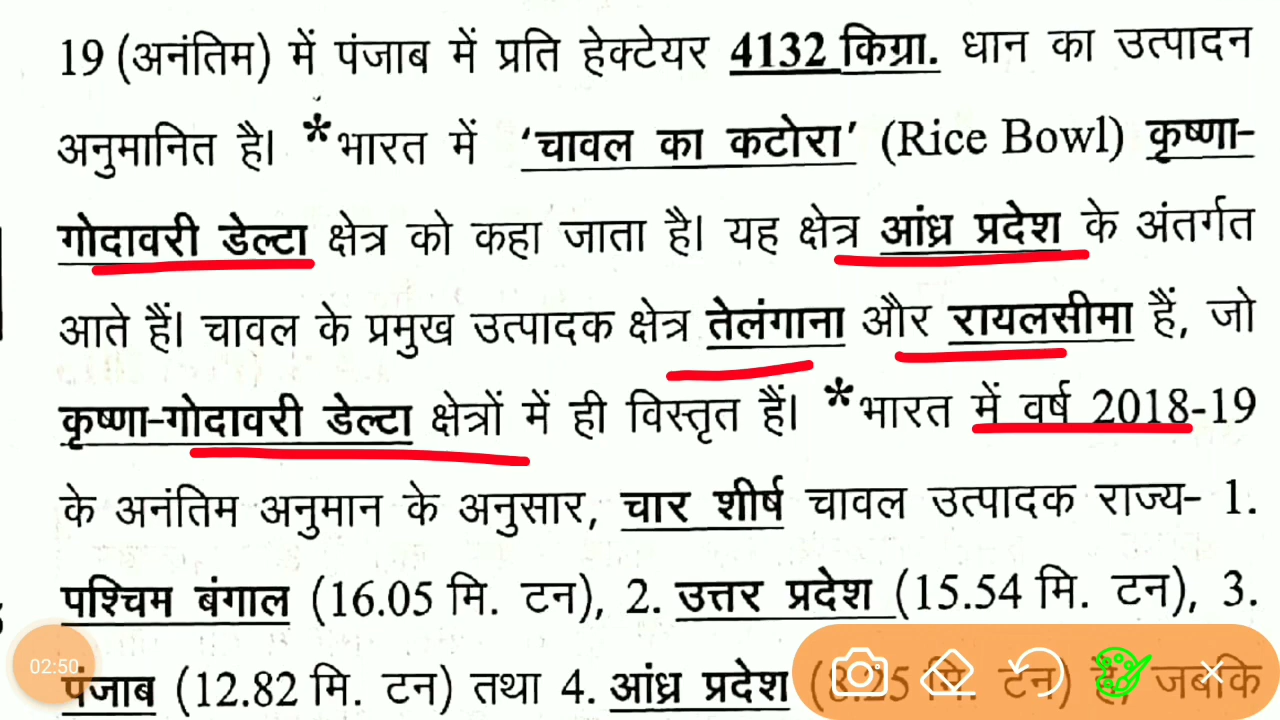 19 (अनंतिम) में पंजाब में प्रति हेक्टेयर 4132 किग्रा. धान का उत्पादन
अनुमानित है। *भारत में 'चावल का कटोरा' (Rice Bowl) कृष्णा-
गोदावरी डेल्टा क्षेत्र को कहा जाता है। यह क्षेत्र आंध्र प्रदेश के अंतर्गत
आते हैं। चावल के प्रमुख उत्पादक क्षेत्र तेलंगाना और रायलसीमा हैं, जो
कृष्णा-गोदावरी डेल्टा क्षेत्रों में ही विस्तृत हैं। *भारत में वर्ष 2018-19
के अनंतिम अनुमान के अनुसार, चार शीर्ष चावल उत्पादक राज्य- 1.
पश्चिम बंगाल (16.05 मि. टन), 2. उत्तर प्रदेश (15.54 मि. टन), 3.
02:50
पंजाब (12.82 मि. टन) तथा 4. आंध्र प्रदेश (8.25 मि. टन) हैं, जबकि